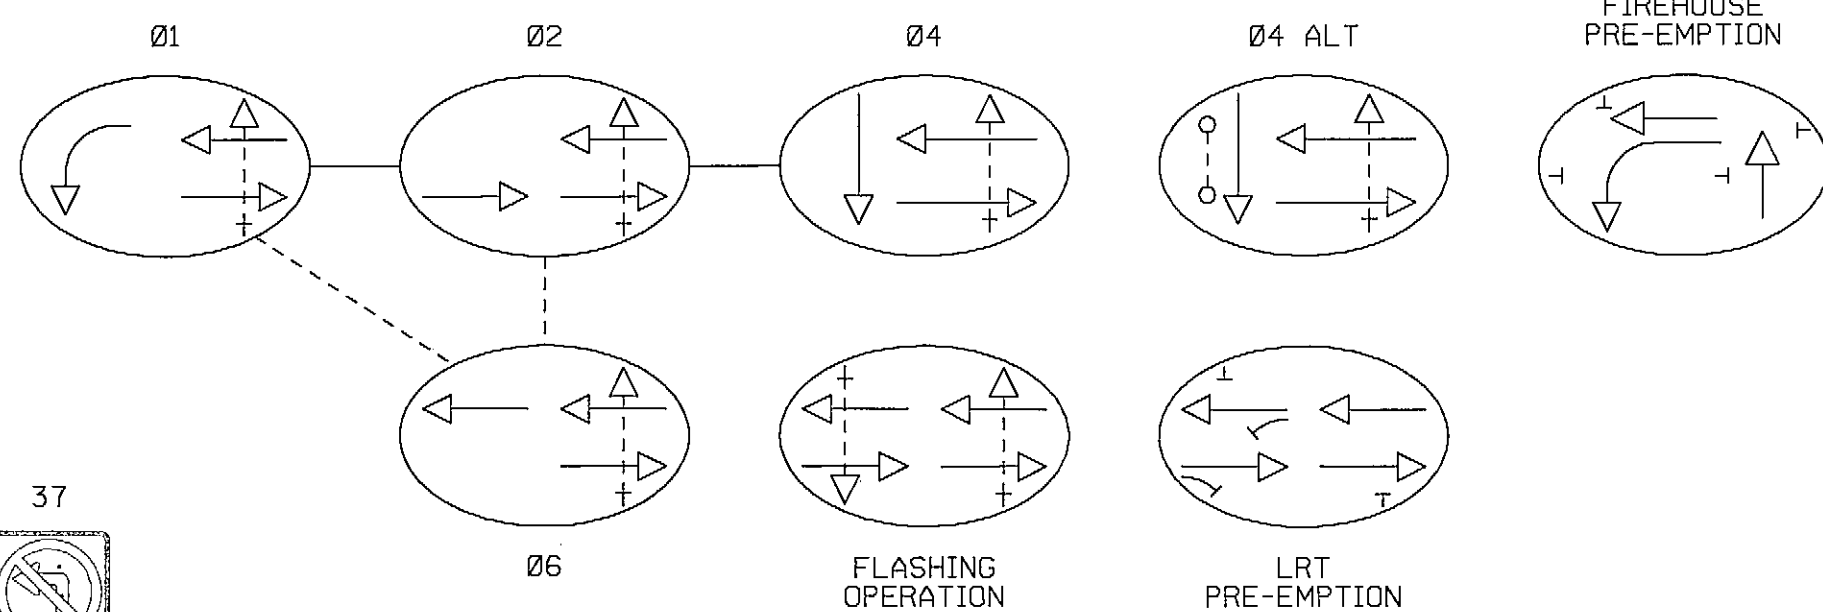 Ø1
Ø2
Ø4
Ø4 ALT
FIREHOUSE
PRE-EMPTION
37
Ø6
FLASHING
OPERATION
LRT
PRE-EMPTION